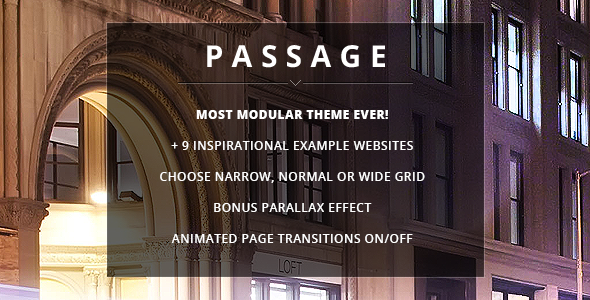 PASSAGE
MOST MODULAR THEME EVER!
+ 9 INSPIRATIONAL EXAMPLE WEBSITES
CHOOSE NARROW, NORMAL OR WIDE GRID
BONUS PARALLAX EFFECT
ANIMATED PAGE TRANSITIONS ON/OFF
LOFT